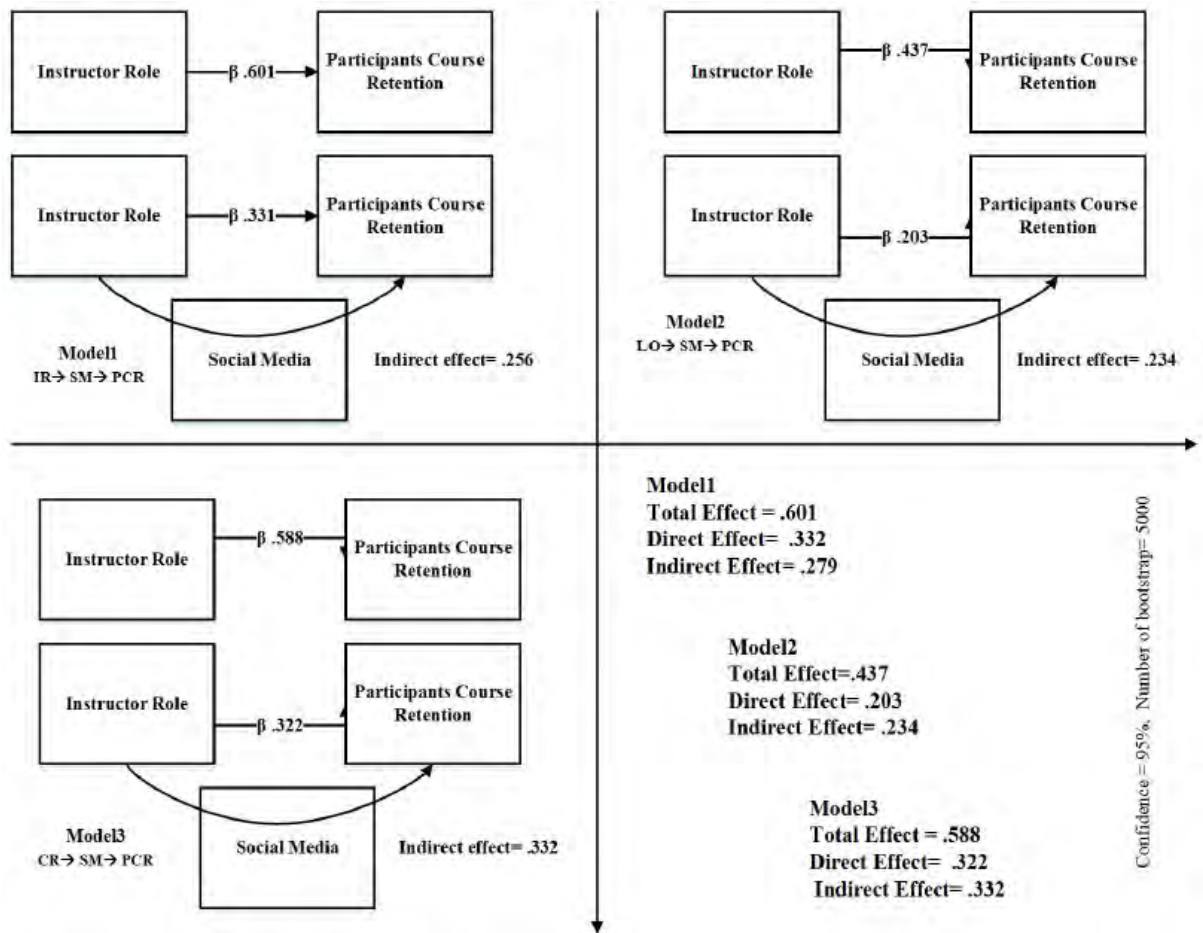 Instructor Role
β .601
Participants Course
Retention
Instructor Role
β .331
Participants Course
Retention
Model1
IR→ SM→ PCR
Social Media
Indirect effect= .256
Instructor Role
β .437
Participants Course
Retention
Instructor Role
β .203
Participants Course
Retention
Model2
LO→ SM→ PCR
Social Media
Indirect effect= .234
Instructor Role
β .588
Participants Course
Retention
Instructor Role
β .322
Participants Course
Retention
Model3
CR→ SM→ PCR
Social Media
Indirect effect= .332
Model1
Total Effect = .601
Direct Effect= .332
Indirect Effect= .279
Model2
Total Effect=.437
Direct Effect= .203
Indirect Effect= .234
Model3
Total Effect = .588
Direct Effect= .322
Indirect Effect= .332
Confidence = 95%, Number of bootstrap= 5000